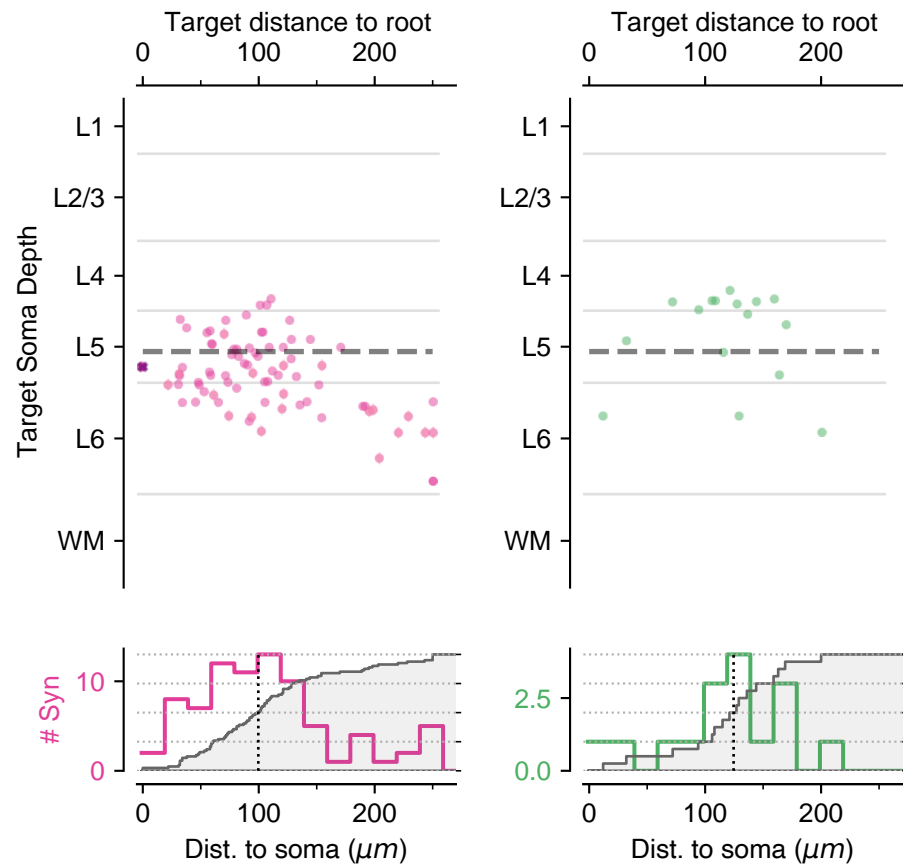 Target distance to root
Target distance to root
0 100 200
0 100 200
L1
L2/3
L4
L5
L6
WM
Target Soma Depth
L1
L2/3
L4
L5
L6
WM
# Syn
10
0
2.5
0.0
0 100 200
0 100 200
Dist. to soma (μm)
Dist. to soma (μm)